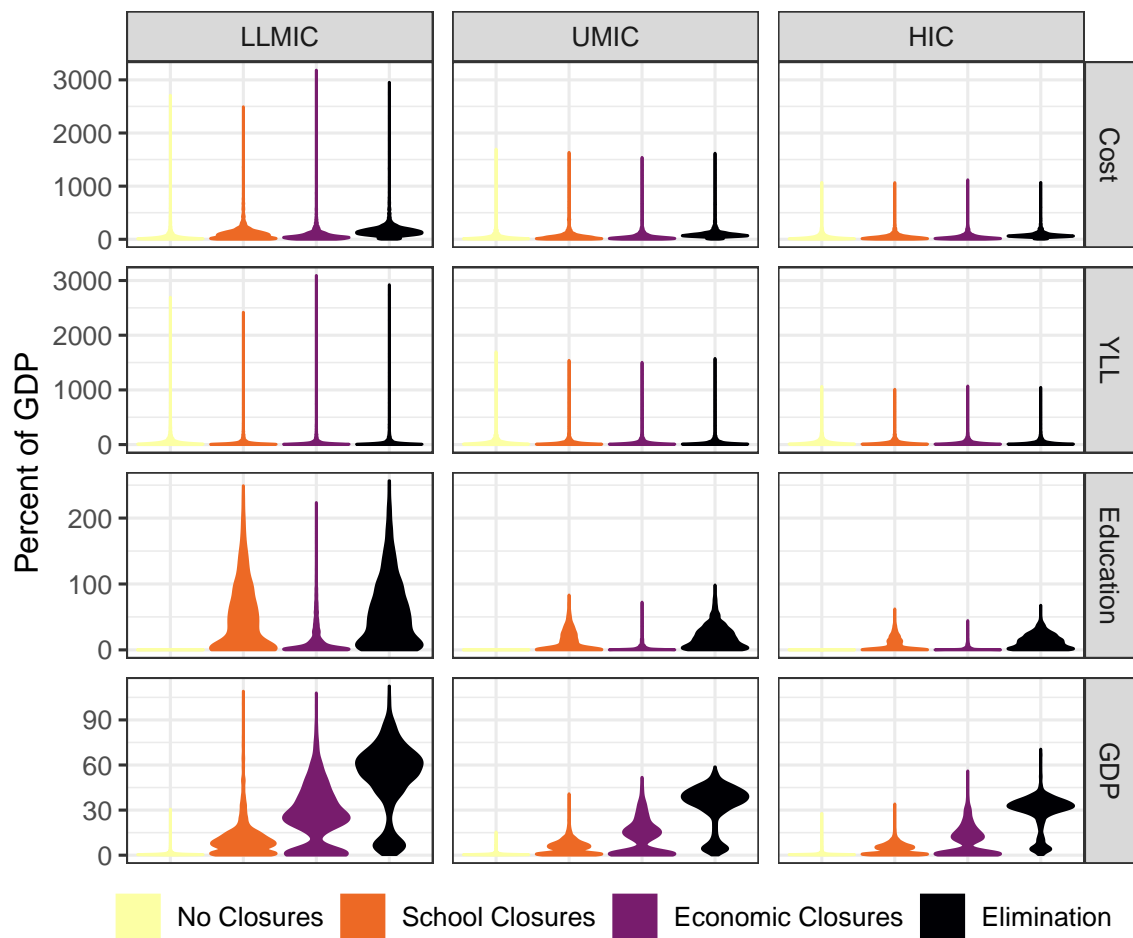 LLMIC UMIC HIC
3000
2000
1000
0
Cost
3000
2000
1000
0
YLL
200
100
0
Education
90
60
30
0
GDP
Percent of GDP
No Closures School Closures Economic Closures Elimination